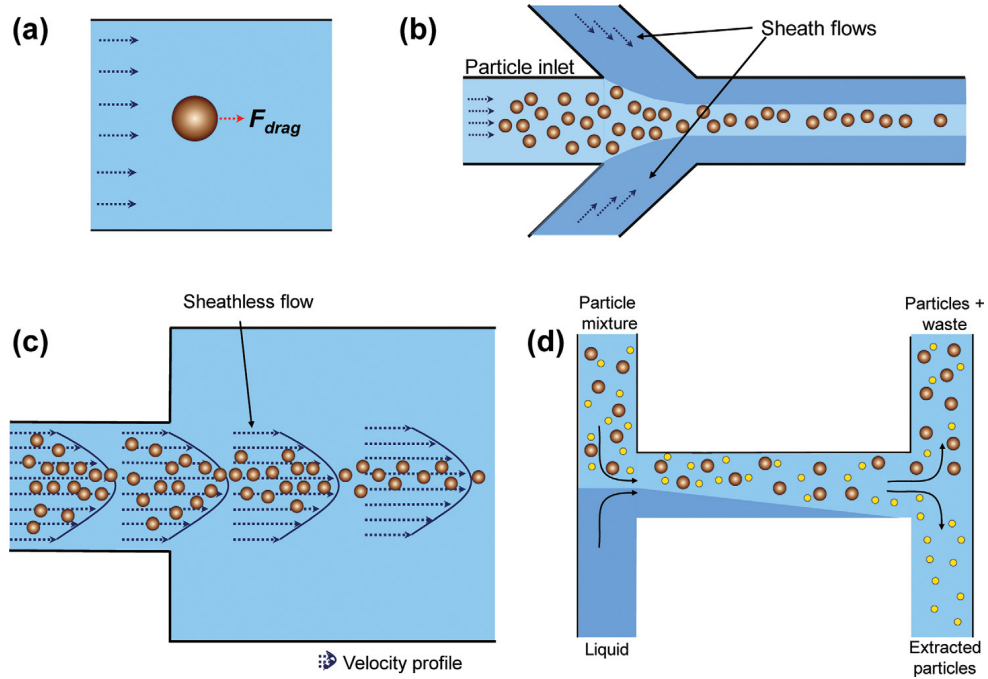 (a)
F_drag
(b)
Sheath flows
Particle inlet
(c)
Sheathless flow
Velocity profile
(d)
Particle
mixture
Particles +
waste
Liquid
Extracted
particles